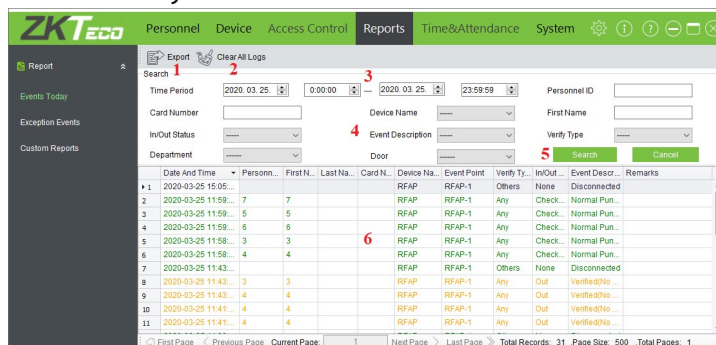 ZKTECO Personnel Device Access Control Reports Time&Attendance System
Report
Export Clear All Logs
1 2
Search
3
Time Period 2020. 03. 25. 0:00:00 --- 2020. 03. 25. 23:59:59 Personnel ID
Events Today
Card Number Device Name ------ First Name
Exception Events
In/Out Status ------ 4 Event Description ------ Verify Type ------
Custom Reports
5 Search Cancel
Department ------ Door ------
Date And Time Personn... First N... Last Na... Card N... Device Na... Event Point Verify Ty... In/Out ... Event Descr... Remarks
1 2020-03-25 15:05:... RFAP RFAP-1 Others None Disconnected
2 2020-03-25 11:59:... 7 7 RFAP RFAP-1 Any Check... Normal Pun...
3 2020-03-25 11:59:... 5 5 RFAP RFAP-1 Any Check... Normal Pun...
4 2020-03-25 11:59:... 6 6 RFAP RFAP-1 Any Check... Normal Pun...
5 2020-03-25 11:58:... 3 3 6 RFAP RFAP-1 Any Check... Normal Pun...
6 2020-03-25 11:58:... 4 4 RFAP RFAP-1 Any Check... Normal Pun...
7 2020-03-25 11:43:... RFAP RFAP-1 Others None Disconnected
8 2020-03-25 11:43:... 3 3 RFAP RFAP-1 Any Out Verified(No ...
9 2020-03-25 11:43:... 4 4 RFAP RFAP-1 Any Out Verified(No ...
10 2020-03-25 11:41:... 4 4 RFAP RFAP-1 Any Out Verified(No ...
11 2020-03-25 11:41:... 4 4 RFAP RFAP-1 Any Out Verified(No ...
First Page Previous Page Current Page: 1 Next Page Last Page Total Records: 31 Page Size: 500 Total Pages: 1